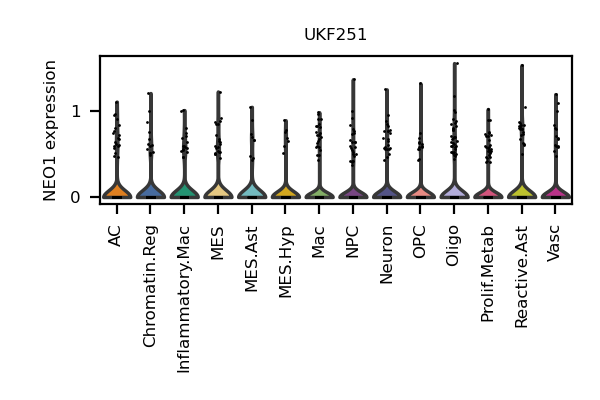 UKF251
NEO1 expression
1
0
AC
Chromatin.Reg
Inflammatory.Mac
MES
MES.Ast
MES.Hyp
Mac
NPC
Neuron
OPC
Oligo
Prolif.Metab
Reactive.Ast
Vasc